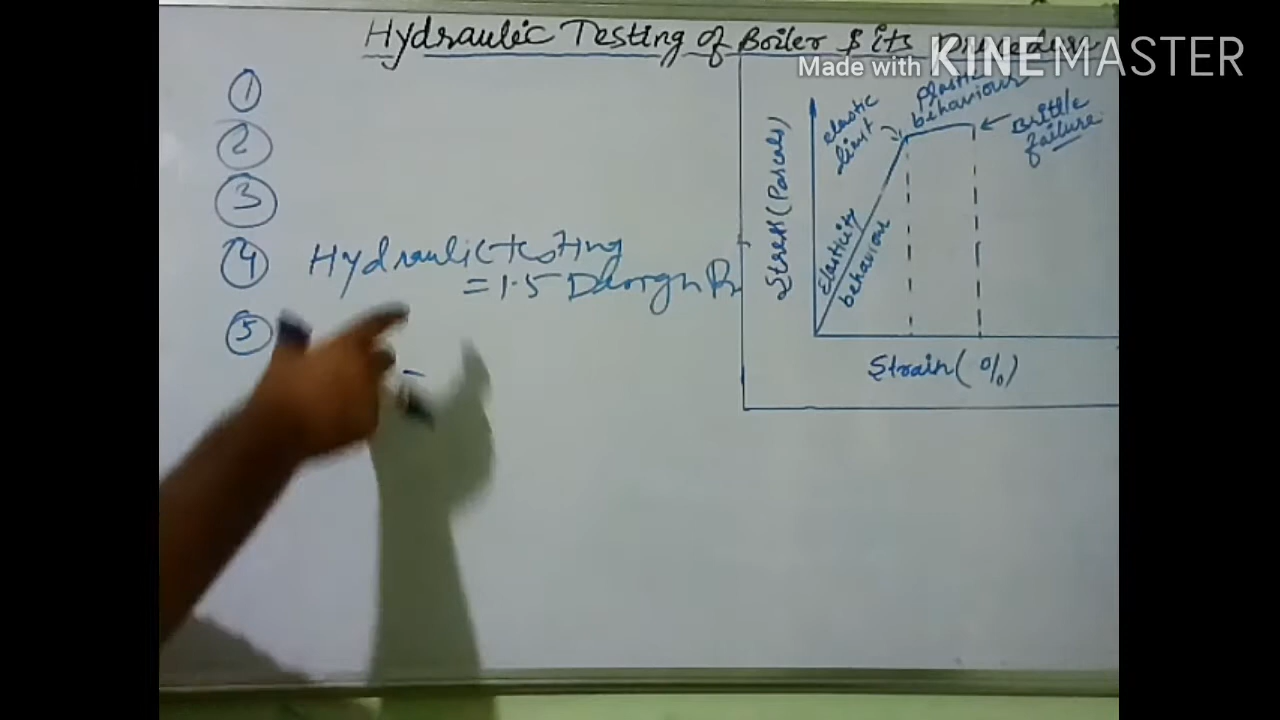 Hydraulic Testing of Boiler & its
Made with KINEMASTER
①
②
③
④ Hydraulic testing
= 1.5
⑤
Stress (Pascals)
elastic
limit
plastic
behaviour
Brittle
failure
Elasticity
behaviour
Strain (%)